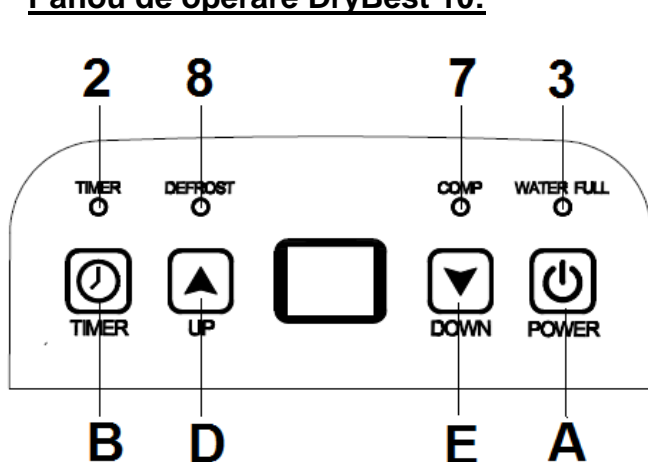 Panou de operare DryBest 10:
2 8 7 3
TIMER DEFROST COMP WATER FULL
TIMER UP DOWN POWER
B D E A